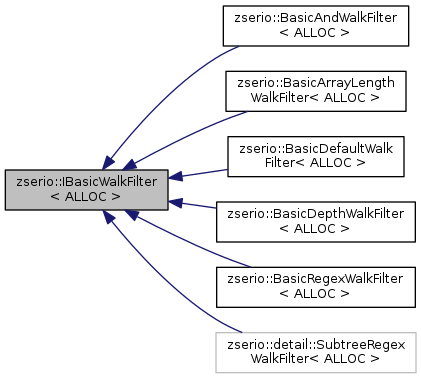 zserio::BasicAndWalkFilter
< ALLOC >
zserio::BasicArrayLength
WalkFilter< ALLOC >
zserio::BasicDefaultWalk
Filter< ALLOC >
zserio::IBasicWalkFilter
< ALLOC >
zserio::BasicDepthWalkFilter
< ALLOC >
zserio::BasicRegexWalkFilter
< ALLOC >
zserio::detail::SubtreeRegex
WalkFilter< ALLOC >